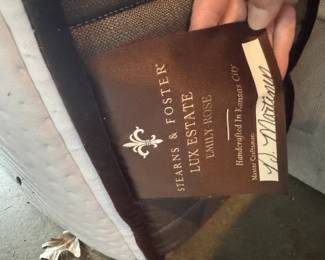 STEARNS & FOSTER®
LUX ESTATE
EMILY ROSE
Handcrafted In Kansas City
Master Craftsman: